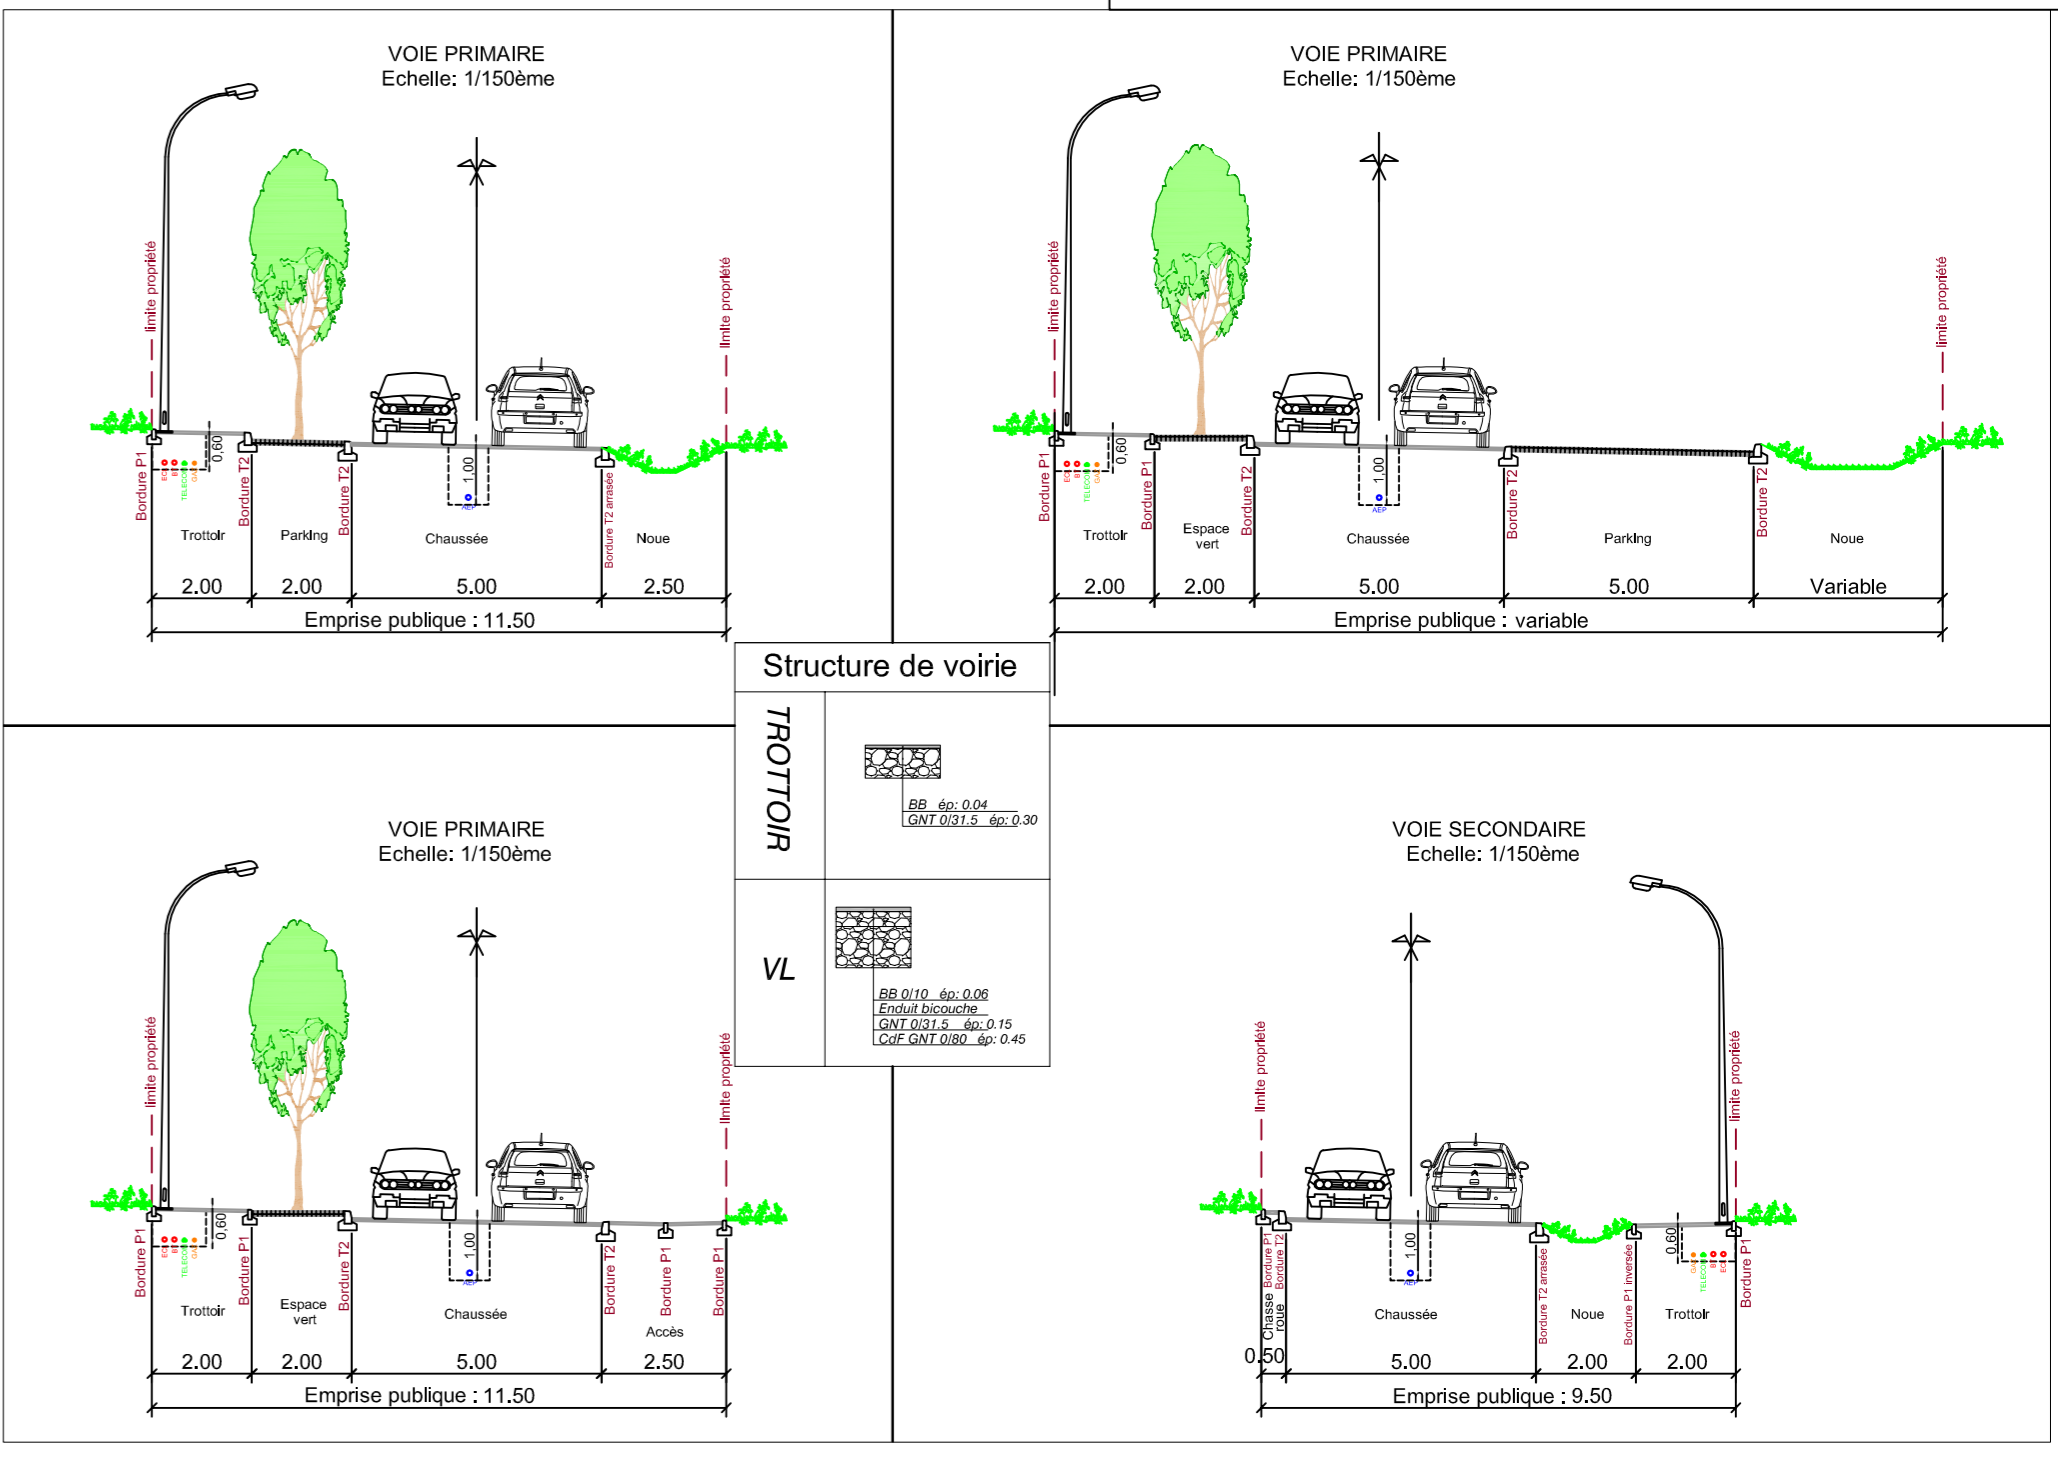 VOIE PRIMAIRE
Echelle: 1/150ème
limite propriété
limite propriété
0,60
1,00
Bordure P1
Bordure T2
Bordure T2
Bordure T2 arrasée
TELECOM
GAZ
AEP
Trottoir
Parking
Chaussée
Noue
2.00
2.00
5.00
2.50
Emprise publique : 11.50
VOIE PRIMAIRE
Echelle: 1/150ème
limite propriété
limite propriété
0,60
1,00
Bordure P1
Bordure P1
Bordure T2
Bordure T2
Bordure T2
TELECOM
GAZ
AEP
Trottoir
Espace
vert
Chaussée
Parking
Noue
2.00
2.00
5.00
5.00
Variable
Emprise publique : variable
Structure de voirie
TROTTOIR
BB ép: 0.04
GNT 0/31.5 ép: 0.30
VL
BB 0/10 ép: 0.06
Enduit bicouche
GNT 0/31.5 ép: 0.15
CdF GNT 0/80 ép: 0.45
VOIE PRIMAIRE
Echelle: 1/150ème
limite propriété
limite propriété
0,60
1,00
Bordure P1
Bordure P1
Bordure T2
Bordure T2
Bordure P1
Bordure P1
TELECOM
GAZ
AEP
Trottoir
Espace
vert
Chaussée
Accès
2.00
2.00
5.00
2.50
Emprise publique : 11.50
VOIE SECONDAIRE
Echelle: 1/150ème
limite propriété
limite propriété
1,00
0,60
Bordure P1
Bordure T2
Bordure T2 arrasée
Bordure P1 inversée
Bordure P1
AEP
GAZ
TELECOM
Chasse
roue
Chaussée
Noue
Trottoir
0.50
5.00
2.00
2.00
Emprise publique : 9.50